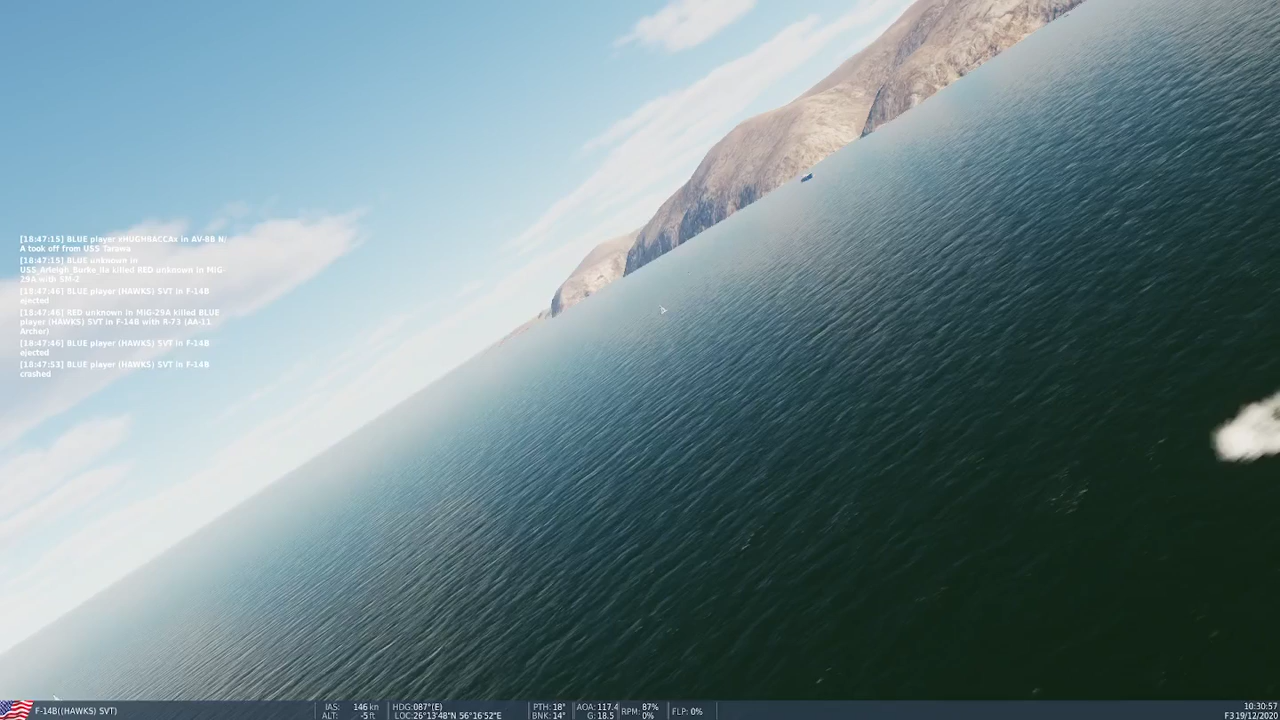 [18:47:15] BLUE player xHUGHRACCAx in AV-8B N/
A took off from USS Tarawa
[18:47:15] BLUE unknown in
USS_Arleigh_Burke_IIa killed RED unknown in MiG-
29A with SM-2
[18:47:46] BLUE player (HAWKS) SVT in F-14B
ejected
[18:47:46] RED unknown in MiG-29A killed BLUE
player (HAWKS) SVT in F-14B with R-73 (AA-11
Archer)
[18:47:46] BLUE player (HAWKS) SVT in F-14B
ejected
[18:47:53] BLUE player (HAWKS) SVT in F-14B
crashed
F-14B((HAWKS) SVT)
IAS: 146 kn
ALT: -5 ft
HDG:087°(E)
LOC:26°13'48"N 56°16'52"E
PTH: 18°
BNK: 14°
AOA: 117.4
G: 18.5
RPM: 87%
0%
FLP: 0%
10:30:57
F3 19/12/2020